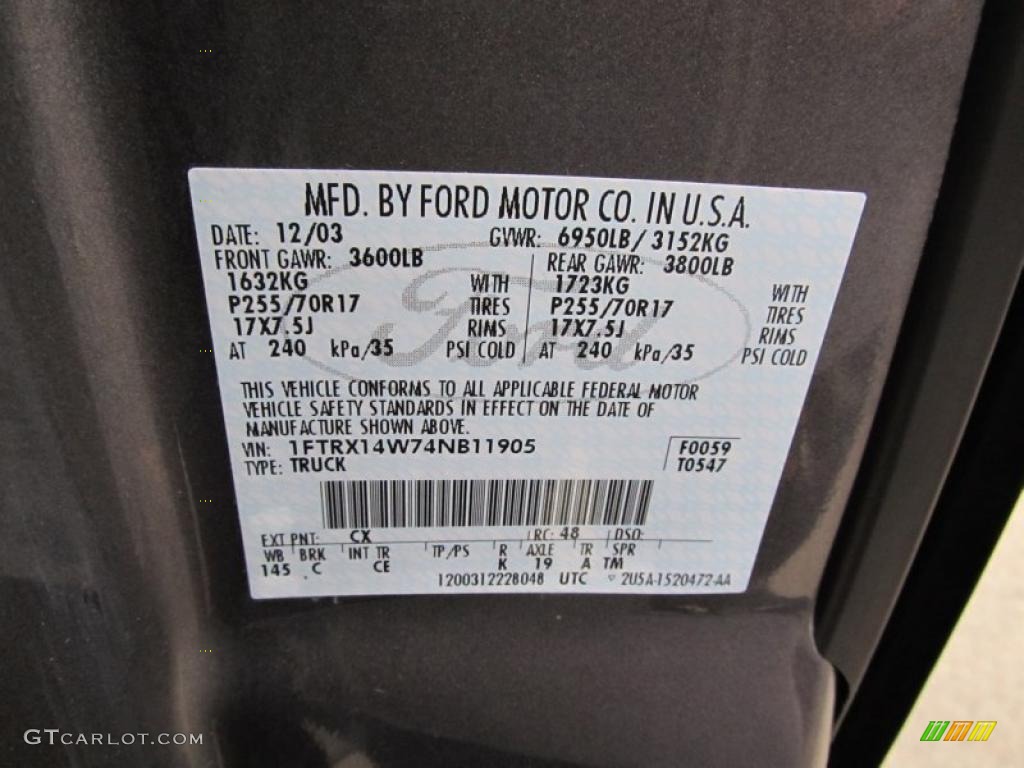 MFD. BY FORD MOTOR CO. IN U.S.A.
DATE: 12/03 GVWR: 6950LB/ 3152KG
FRONT GAWR: 3600LB REAR GAWR: 3800LB
1632KG WITH 1723KG WITH
P255/70R17 TIRES P255/70R17 TIRES
17X7.5J RIMS 17X7.5J RIMS
AT 240 kPa/35 PSI COLD AT 240 kPa/35 PSI COLD
Ford
THIS VEHICLE CONFORMS TO ALL APPLICABLE FEDERAL MOTOR
VEHICLE SAFETY STANDARDS IN EFFECT ON THE DATE OF
MANUFACTURE SHOWN ABOVE.
VIN: 1FTRX14W74NB11905 F0059
TYPE: TRUCK T0547
EXT PNT: CX RC: 48 DSO:
WB BRK INT TR TP/PS R AXLE TR SPR
145 C CE K 19 A TM
1200312228048 UTC ▽ 2U5A-1520472-AA
GTCARLOT.COM